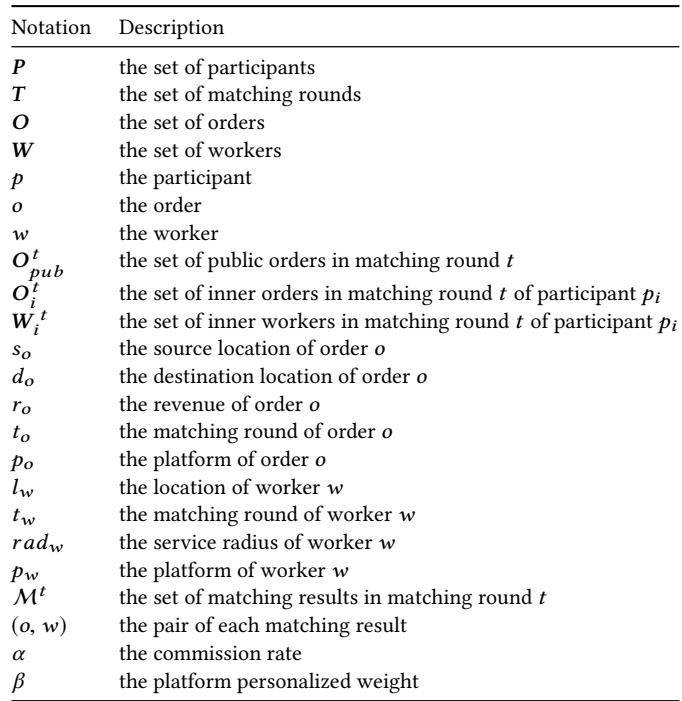 Notation Description
P the set of participants
T the set of matching rounds
O the set of orders
W the set of workers
p the participant
o the order
w the worker
O^t_pub the set of public orders in matching round t
O^t_i the set of inner orders in matching round t of participant p_i
W_i^t the set of inner workers in matching round t of participant p_i
s_o the source location of order o
d_o the destination location of order o
r_o the revenue of order o
t_o the matching round of order o
p_o the platform of order o
l_w the location of worker w
t_w the matching round of worker w
rad_w the service radius of worker w
p_w the platform of worker w
M^t the set of matching results in matching round t
(o, w) the pair of each matching result
α the commission rate
β the platform personalized weight